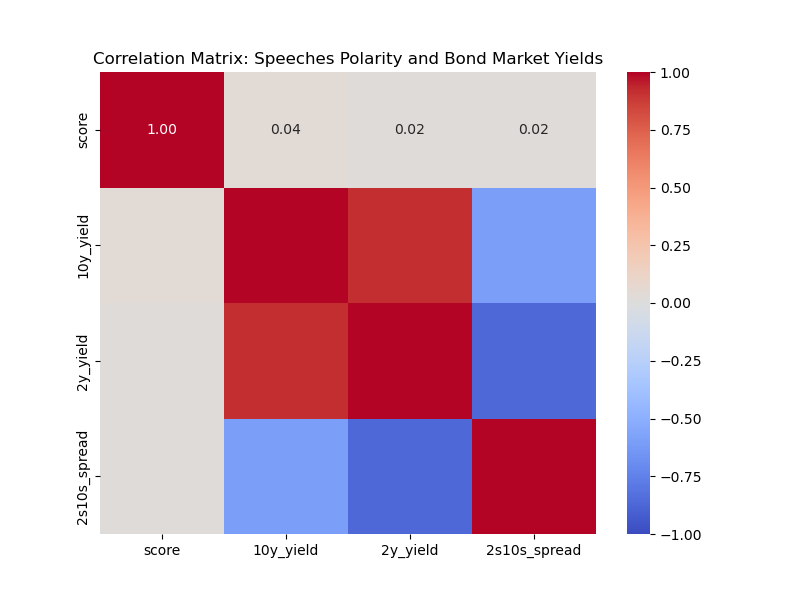 Correlation Matrix: Speeches Polarity and Bond Market Yields
score
1.00
0.04
0.02
0.02
10y_yield
2y_yield
2s10s_spread
score
10y_yield
2y_yield
2s10s_spread
1.00
0.75
0.50
0.25
0.00
−0.25
−0.50
−0.75
−1.00